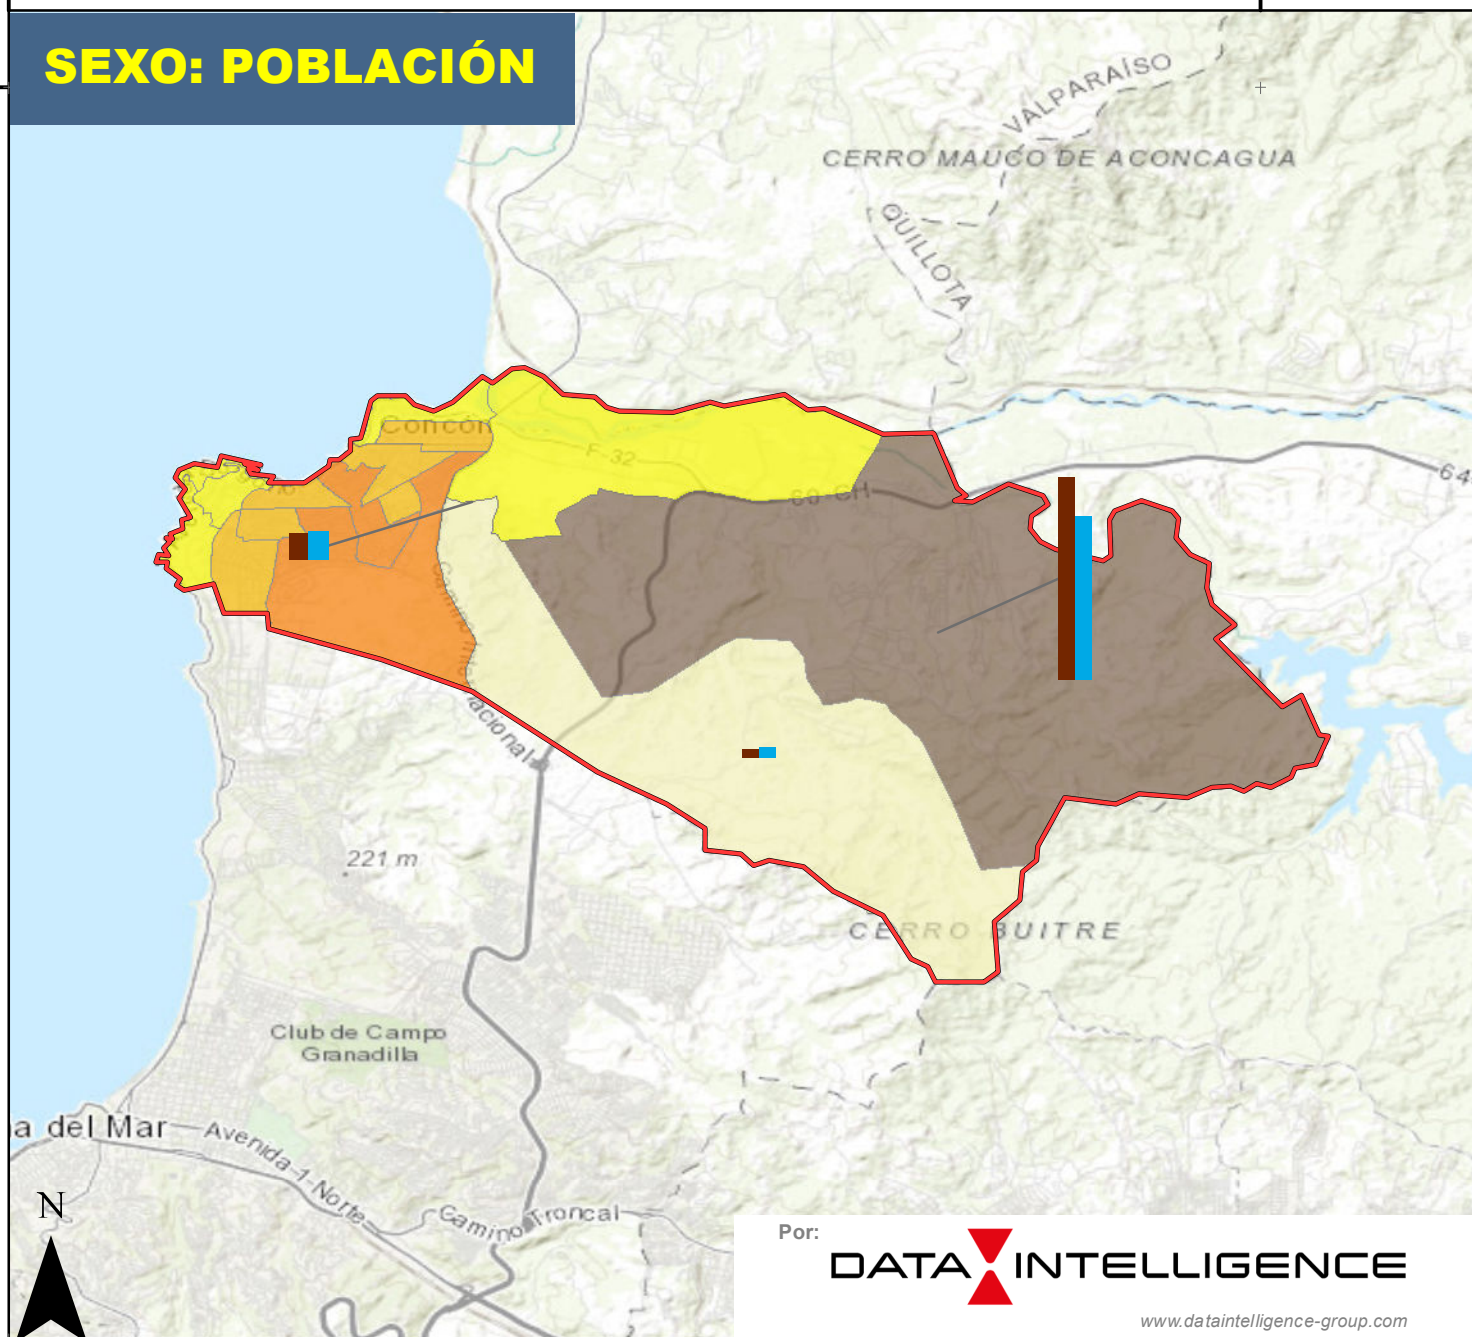 SEXO: POBLACIÓN
VALPARAÍSO
CERRO MAUCO DE ACONCAGUA
QUILLOTA
Concón
F-32
60-CH
64
acional
221 m
CERRO BUITRE
Club de Campo
Granadilla
a del Mar
Avenida-1-Norte
Camino Troncal
N
Por:
DATA INTELLIGENCE
www.dataintelligence-group.com